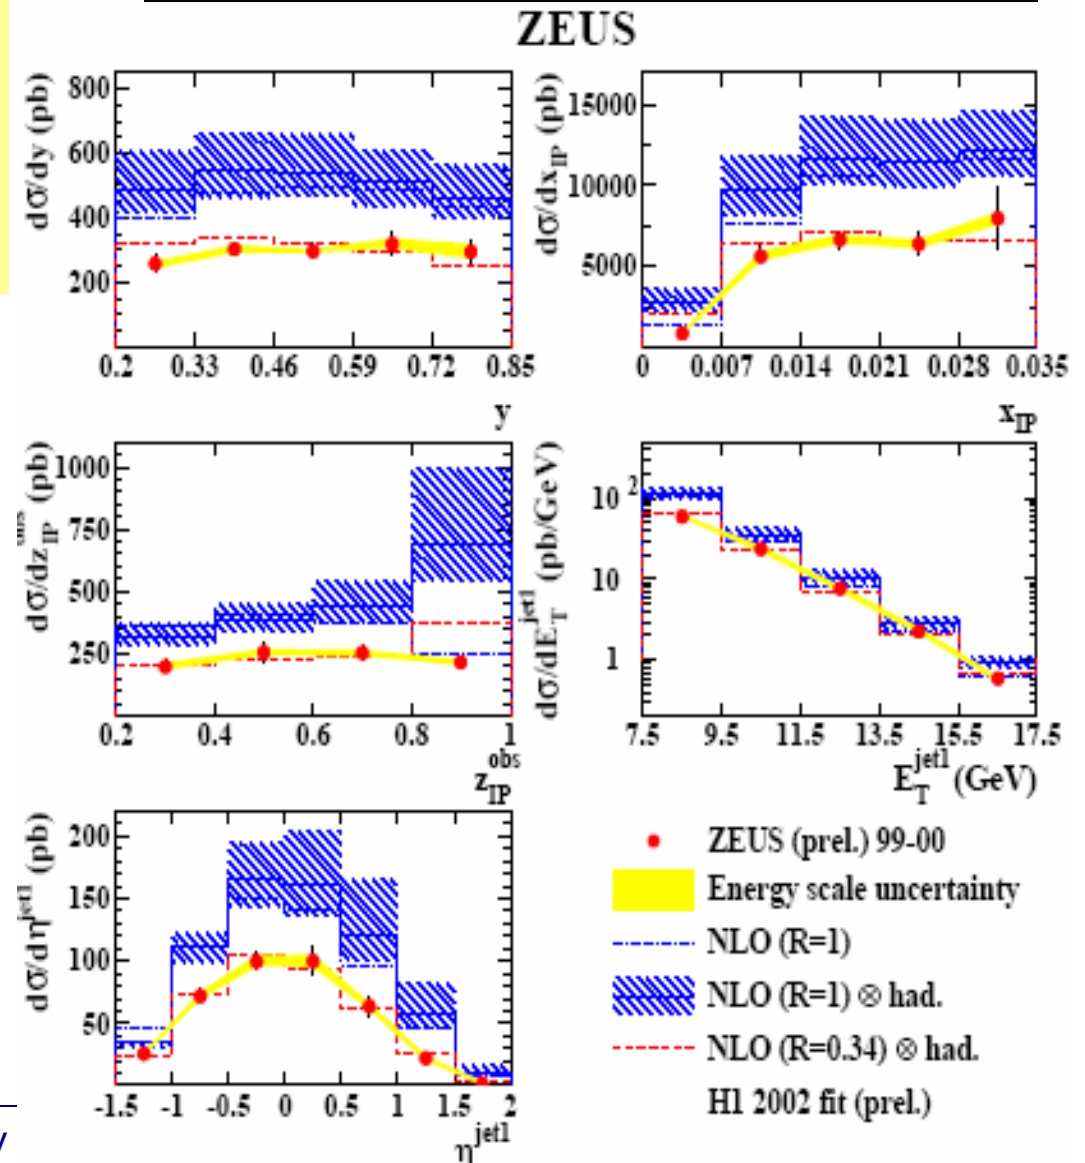 ZEUS
dσ/dy (pb)
800
600
400
200
0.2 0.33 0.46 0.59 0.72 0.85
y
dσ/dx_IP (pb)
15000
10000
5000
0 0.007 0.014 0.021 0.028 0.035
x_IP
dσ/dz_IP^obs (pb)
1000
750
500
250
0.2 0.4 0.6 0.8 1
z_IP^obs
dσ/dE_T^jet1 (pb/GeV)
10^2
10
1
7.5 9.5 11.5 13.5 15.5 17.5
E_T^jet1 (GeV)
dσ/dη^jet1 (pb)
200
150
100
50
-1.5 -1 -0.5 0 0.5 1 1.5 2
η^jet1
ZEUS (prel.) 99-00
Energy scale uncertainty
NLO (R=1)
NLO (R=1) ⊗ had.
NLO (R=0.34) ⊗ had.
H1 2002 fit (prel.)